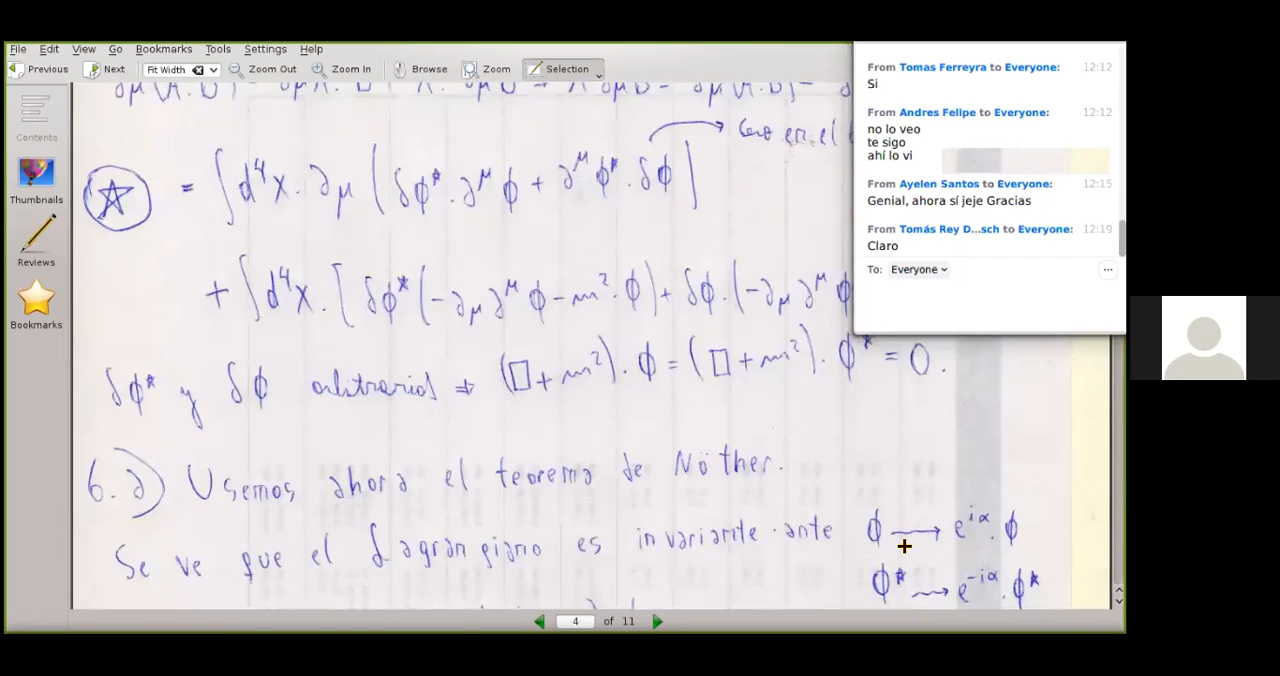 File Edit View Go Bookmarks Tools Settings Help
Previous Next Fit Width Zoom Out Zoom In Browse Zoom Selection
Contents
Thumbnails
Reviews
Bookmarks
Cero en el
= ∫d⁴x. ∂μ (δϕ*. ∂^μ ϕ + ∂^μ ϕ*. δϕ]
+ ∫d⁴x. [δϕ* (-∂μ ∂^μ ϕ - m². ϕ) + δϕ. (-∂μ ∂^μ ϕ
δϕ* y δϕ arbitrarios ⇒ (□+m²). ϕ = (□+m²). ϕ* = 0.
6.a) Usemos ahora el teorema de Nöther.
Se ve que el Lagrangiano es invariante ante ϕ → e^{iα}. ϕ
ϕ* → e^{-iα}. ϕ*
4 of 11
From Tomas Ferreyra to Everyone: 12:12
Si
From Andres Felipe to Everyone: 12:12
no lo veo
te sigo
ahí lo vi
From Ayelen Santos to Everyone: 12:15
Genial, ahora sí jeje Gracias
From Tomás Rey D...sch to Everyone: 12:19
Claro
To: Everyone